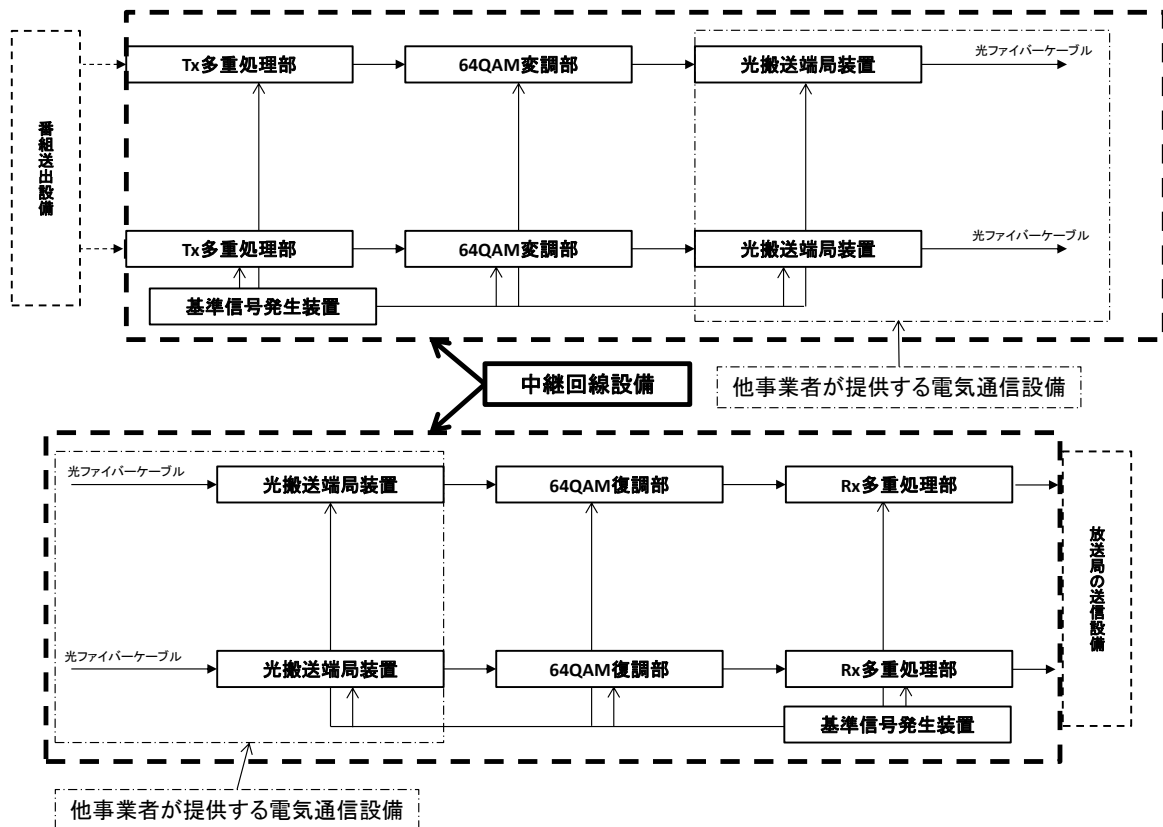 番組送出設備
Tx多重処理部
64QAM変調部
光搬送端局装置
光ファイバーケーブル
Tx多重処理部
64QAM変調部
光搬送端局装置
光ファイバーケーブル
基準信号発生装置
中継回線設備
他事業者が提供する電気通信設備
光ファイバーケーブル
光搬送端局装置
64QAM復調部
Rx多重処理部
放送局の送信設備
光ファイバーケーブル
光搬送端局装置
64QAM復調部
Rx多重処理部
基準信号発生装置
他事業者が提供する電気通信設備